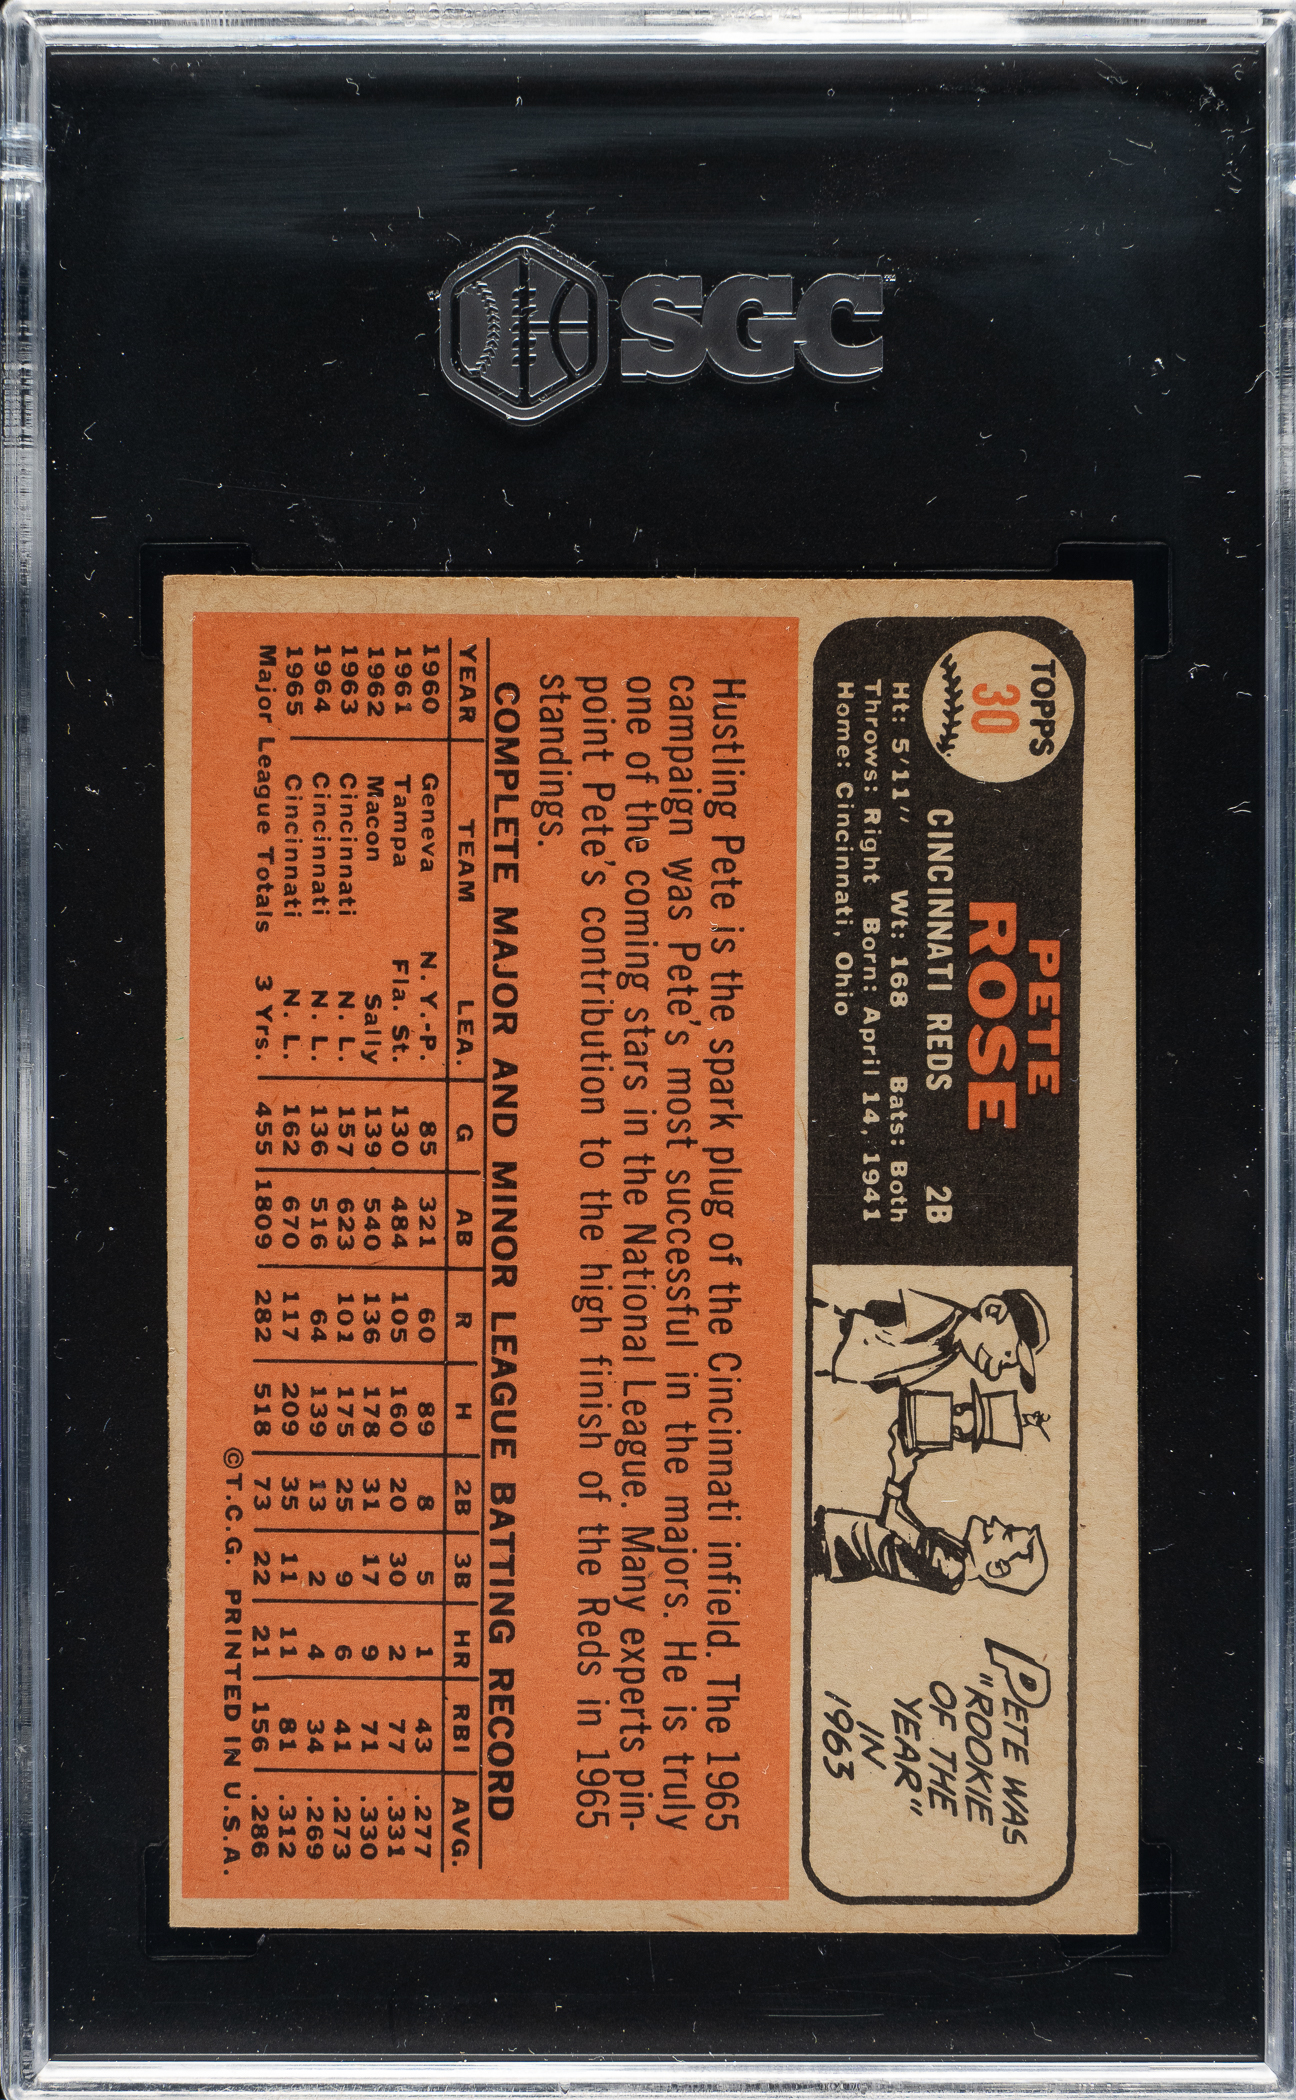 SGC
TOPPS
30
PETE
ROSE
CINCINNATI REDS 2B
Ht: 5'11" Wt: 168 Bats: Both
Throws: Right Born: April 14, 1941
Home: Cincinnati, Ohio
PETE WAS
"ROOKIE
OF THE
YEAR"
IN
1963
Hustling Pete is the spark plug of the Cincinnati infield. The 1965
campaign was Pete's most successful in the majors. He is truly
one of the coming stars in the National League. Many experts pin-
point Pete's contribution to the high finish of the Reds in 1965
standings.
COMPLETE MAJOR AND MINOR LEAGUE BATTING RECORD
YEAR TEAM LEA. G AB R H 2B 3B HR RBI AVG.
1960 Geneva N.Y.-P. 85 321 60 89 8 5 1 43 .277
1961 Tampa Fla. St. 130 484 105 160 20 30 2 77 .331
1962 Macon Sally 139 540 136 178 31 17 9 71 .330
1963 Cincinnati N. L. 157 623 101 175 25 9 6 41 .273
1964 Cincinnati N. L. 136 516 64 139 13 2 4 34 .269
1965 Cincinnati N. L. 162 670 117 209 35 11 11 81 .312
Major League Totals 3 Yrs. 455 1809 282 518 73 22 21 156 .286
©T.C.G. PRINTED IN U.S.A.